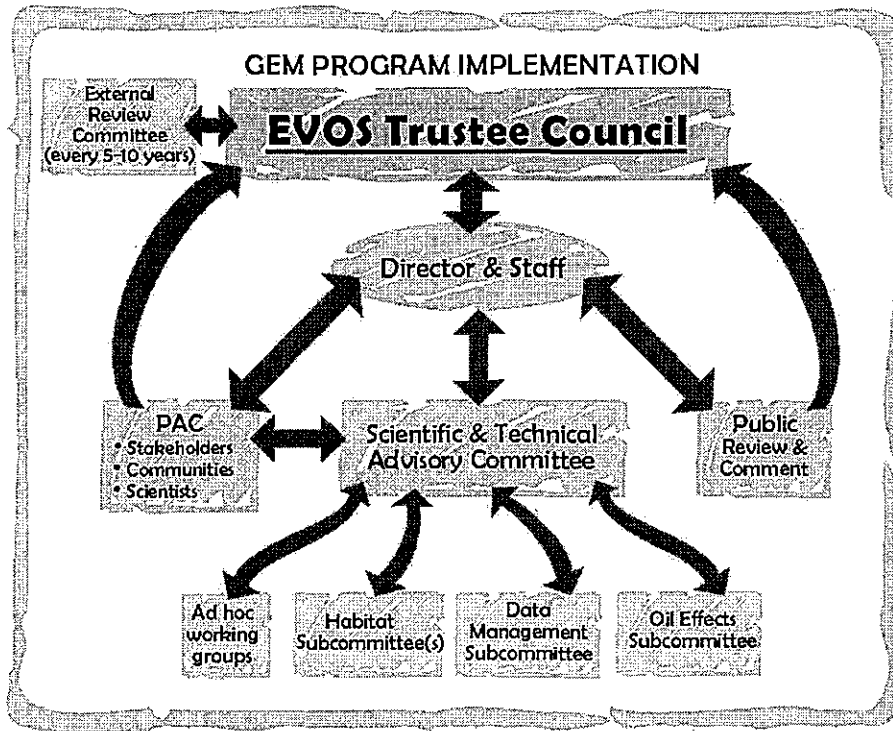 GEM PROGRAM IMPLEMENTATION
External
Review
Committee
(every 5-10 years)
EVOS Trustee Council
Director & Staff
PAC
• Stakeholders
• Communities
• Scientists
Scientific & Technical
Advisory Committee
Public
Review &
Comment
Ad hoc
working
groups
Habitat
Subcommittee(s)
Data
Management
Subcommittee
Oil Effects
Subcommittee